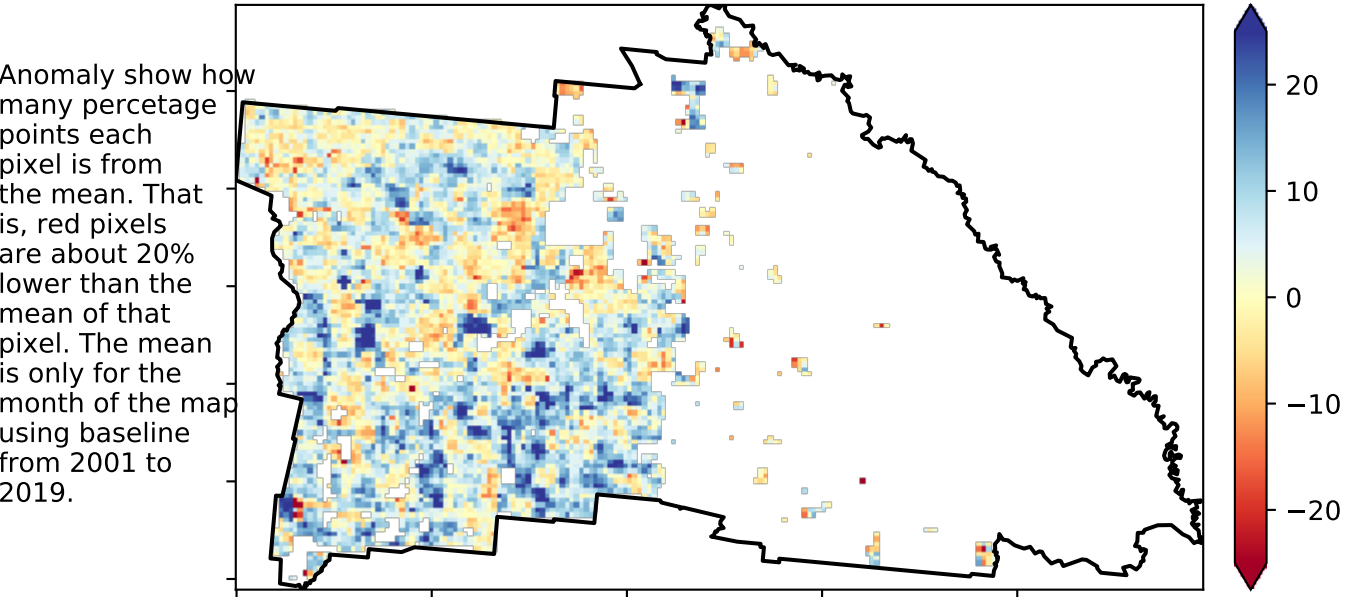 Anomaly show how
many percetage
points each
pixel is from
the mean. That
is, red pixels
are about 20%
lower than the
mean of that
pixel. The mean
is only for the
month of the map
using baseline
from 2001 to
2019.
20
10
0
−10
−20